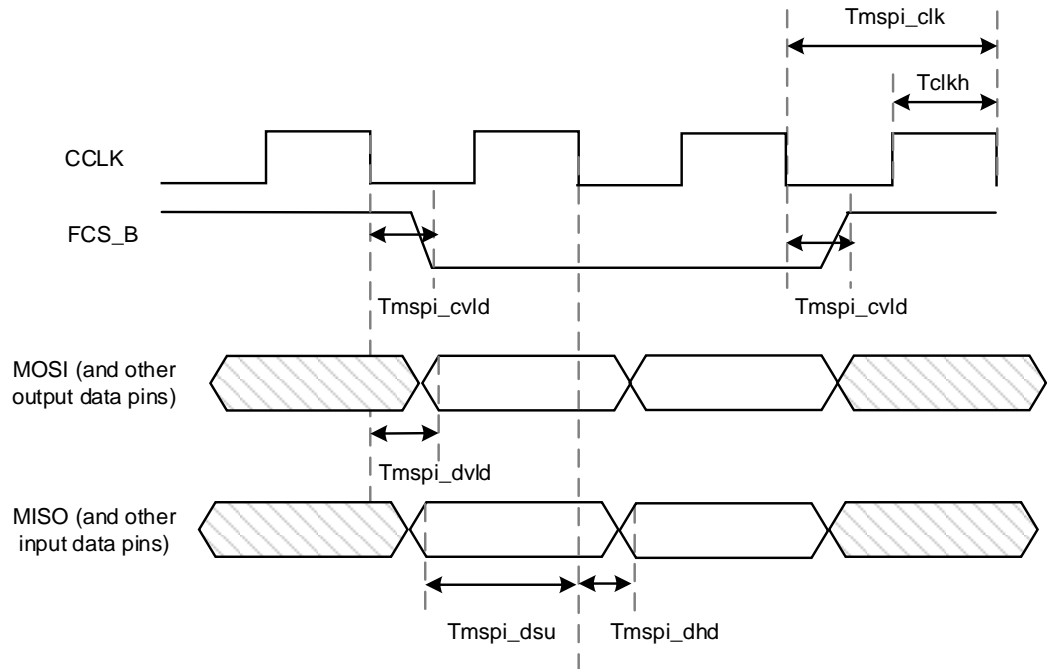 Tmspi_clk
Tclkh
CCLK
FCS_B
Tmspi_cvld
Tmspi_cvld
MOSI (and other
output data pins)
Tmspi_dvld
MISO (and other
input data pins)
Tmspi_dsu
Tmspi_dhd